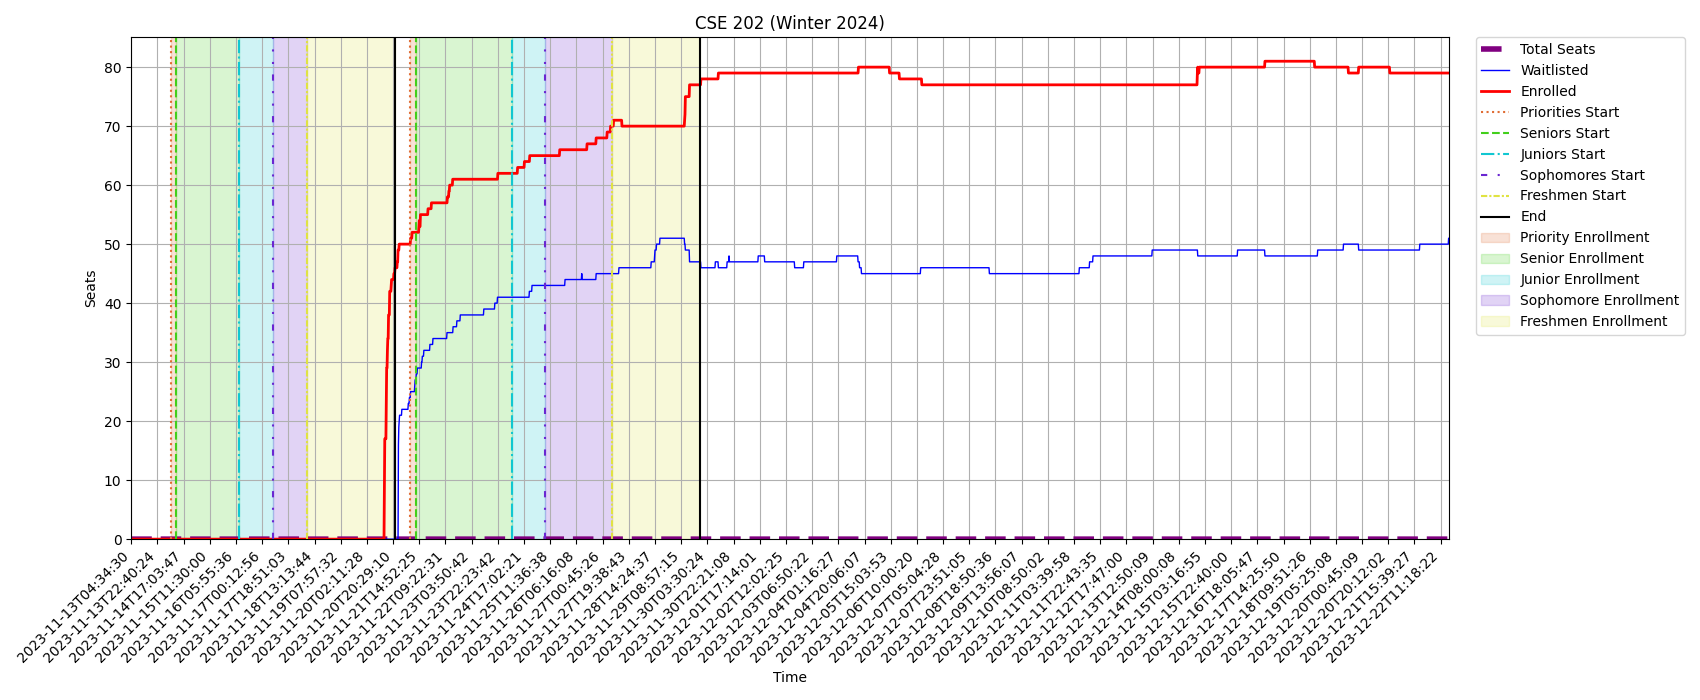 CSE 202 (Winter 2024)
Seats
80
70
60
50
40
30
20
10
0
2023-11-13T04:34:30
2023-11-13T22:40:24
2023-11-14T17:03:47
2023-11-15T11:30:00
2023-11-16T05:55:36
2023-11-17T00:12:56
2023-11-17T18:51:03
2023-11-18T13:13:44
2023-11-19T07:57:32
2023-11-20T02:11:28
2023-11-20T20:29:10
2023-11-21T14:52:25
2023-11-22T09:22:31
2023-11-23T03:50:42
2023-11-23T22:23:42
2023-11-24T17:02:21
2023-11-25T11:36:38
2023-11-26T06:16:08
2023-11-27T00:45:26
2023-11-27T19:38:43
2023-11-28T14:24:37
2023-11-29T08:57:15
2023-11-30T03:30:24
2023-11-30T22:21:08
2023-12-01T17:14:01
2023-12-02T12:02:25
2023-12-03T06:50:22
2023-12-04T01:16:27
2023-12-04T20:06:07
2023-12-05T15:03:53
2023-12-06T10:00:20
2023-12-07T05:04:28
2023-12-07T23:51:05
2023-12-08T18:50:36
2023-12-09T13:56:07
2023-12-10T08:50:02
2023-12-11T03:39:58
2023-12-11T22:43:35
2023-12-12T17:47:00
2023-12-13T12:50:09
2023-12-14T08:00:08
2023-12-15T03:16:55
2023-12-15T22:40:00
2023-12-16T18:05:47
2023-12-17T14:25:50
2023-12-18T09:51:26
2023-12-19T05:25:08
2023-12-20T00:45:09
2023-12-20T20:12:02
2023-12-21T15:39:27
2023-12-22T11:18:22
Time
Total Seats
Waitlisted
Enrolled
Priorities Start
Seniors Start
Juniors Start
Sophomores Start
Freshmen Start
End
Priority Enrollment
Senior Enrollment
Junior Enrollment
Sophomore Enrollment
Freshmen Enrollment